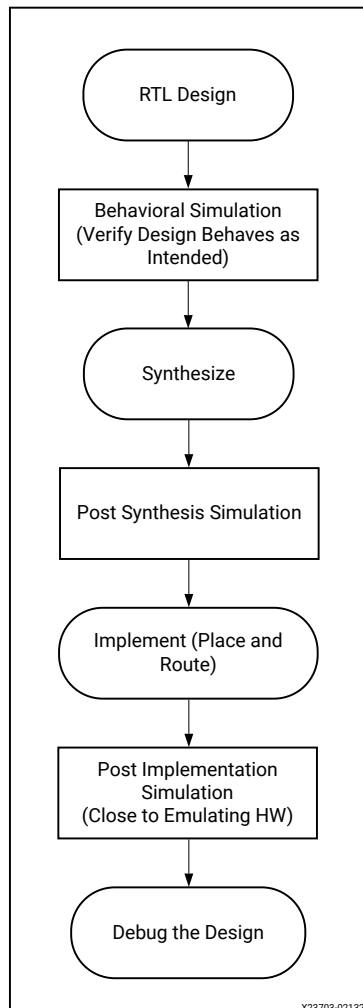 RTL Design
Behavioral Simulation
(Verify Design Behaves as
Intended)
Synthesize
Post Synthesis Simulation
Implement (Place and
Route)
Post Implementation
Simulation
(Close to Emulating HW)
Debug the Design